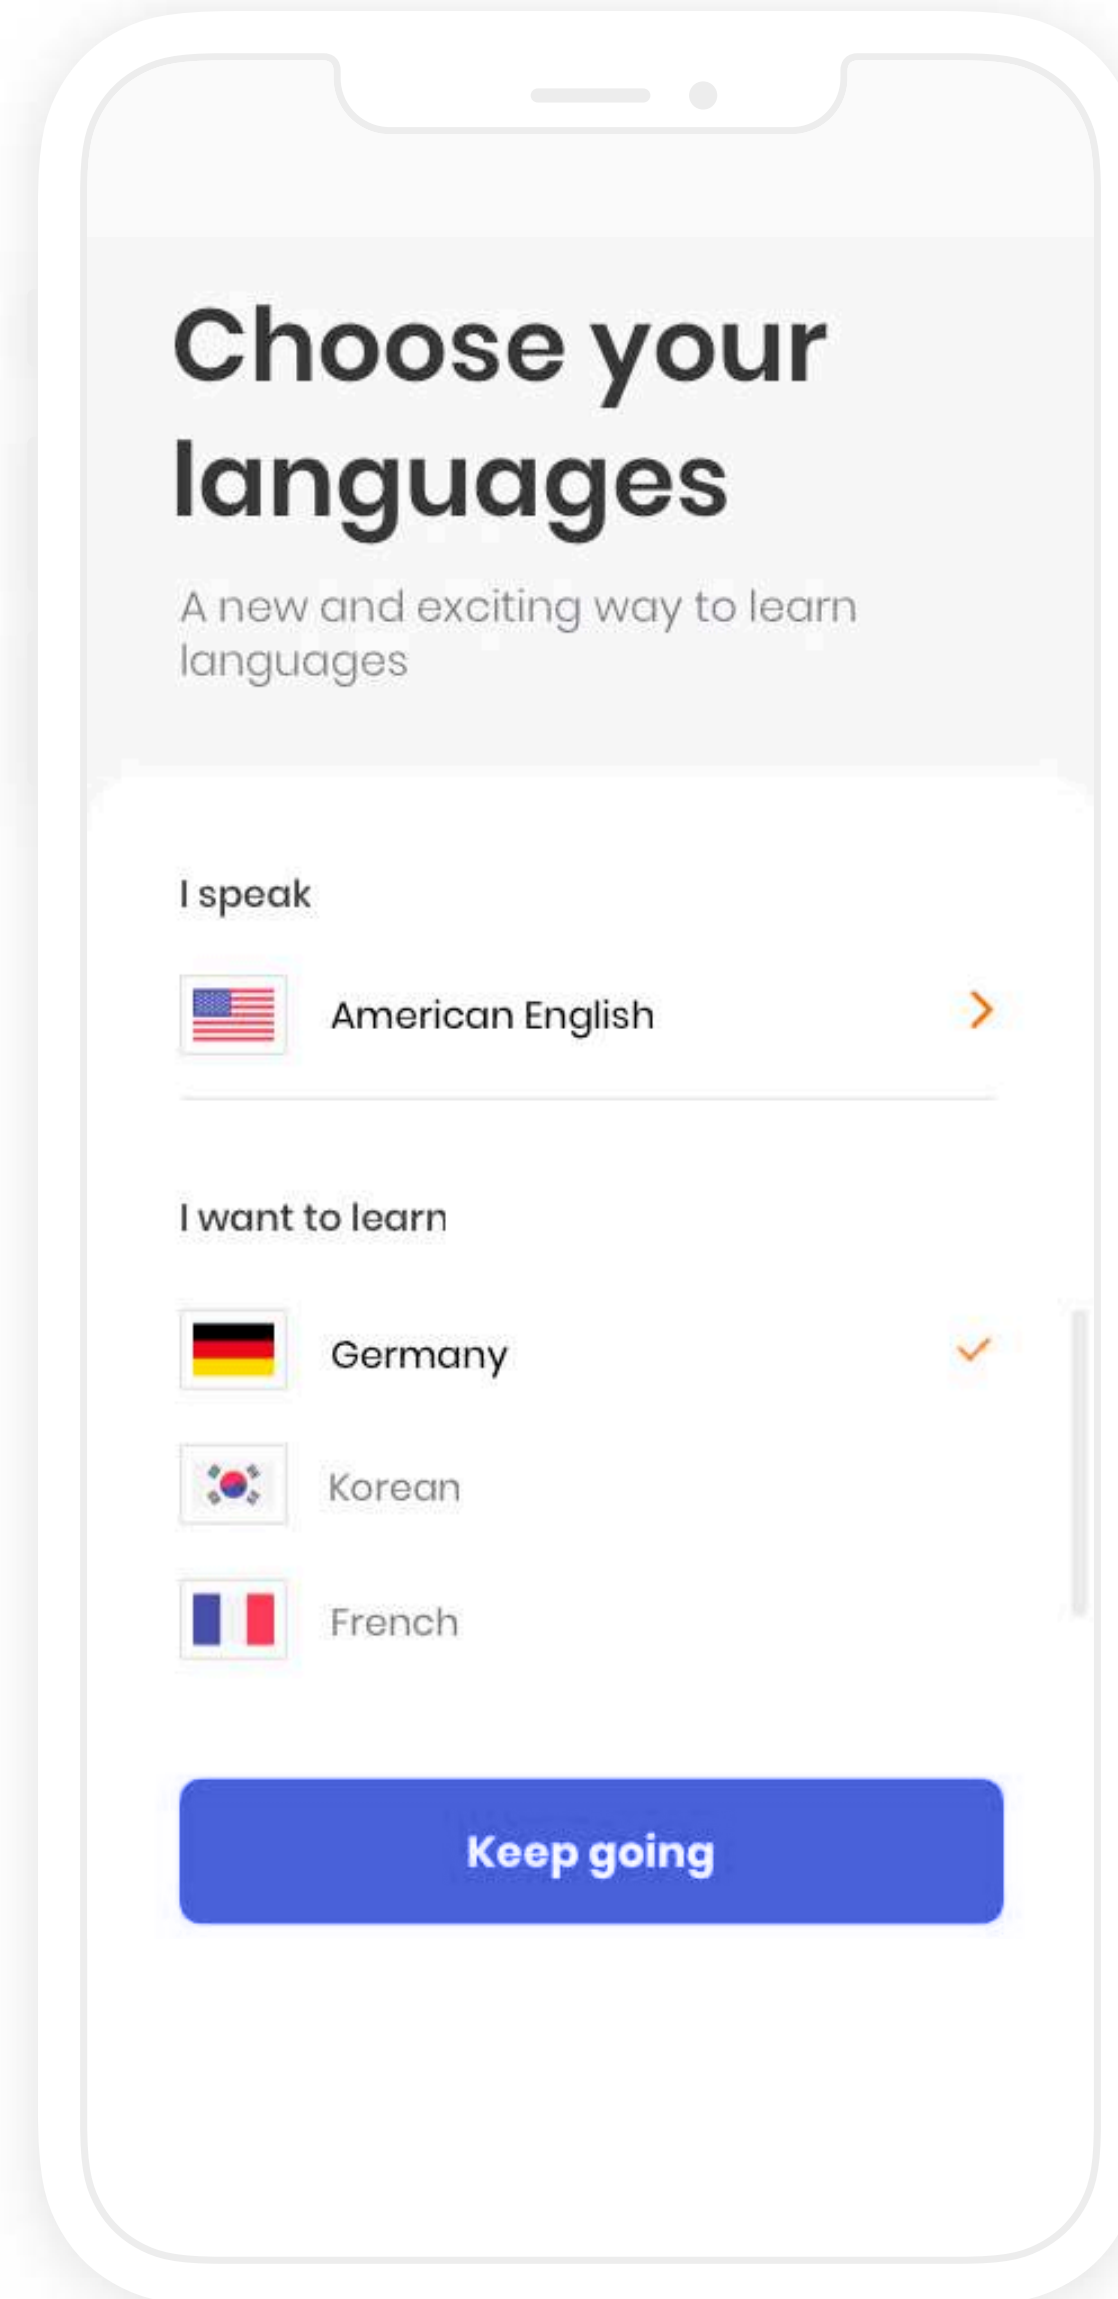 Choose your
languages
A new and exciting way to learn
languages
I speak
American English
I want to learn
Germany
Korean
French
Keep going